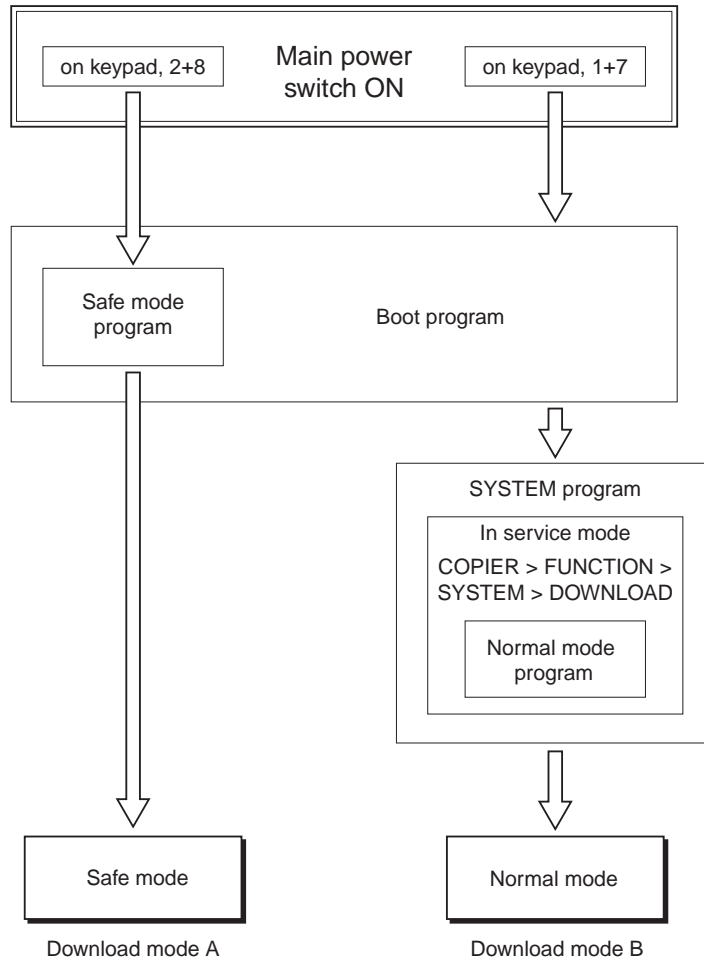 Main power
switch ON
on keypad, 2+8
on keypad, 1+7
Safe mode
program
Boot program
SYSTEM program
In service mode
COPIER > FUNCTION >
SYSTEM > DOWNLOAD
Normal mode
program
Safe mode
Normal mode
Download mode A
Download mode B